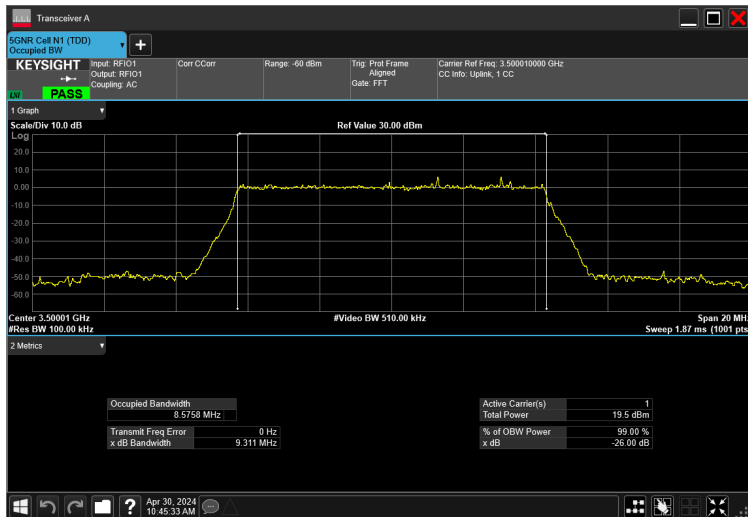 Transceiver A
5GNR Cell N1 (TDD)
Occupied BW
KEYSIGHT
LXI
PASS
Input: RFIO1
Output: RFIO1
Coupling: AC
Corr CCorr
Range: -60 dBm
Trig: Prot Frame
Aligned
Gate: FFT
Carrier Ref Freq: 3.500010000 GHz
CC Info: Uplink, 1 CC
1 Graph
Scale/Div 10.0 dB
Ref Value 30.00 dBm
Log
20.0
10.0
0.00
-10.0
-20.0
-30.0
-40.0
-50.0
-60.0
Center 3.50001 GHz
#Video BW 510.00 kHz
Span 20 MH
#Res BW 100.00 kHz
Sweep 1.87 ms (1001 pts
2 Metrics
Occupied Bandwidth
8.5758 MHz
Transmit Freq Error 0 Hz
x dB Bandwidth 9.311 MHz
Active Carrier(s) 1
Total Power 19.5 dBm
% of OBW Power 99.00 %
x dB -26.00 dB
Apr 30, 2024
10:45:33 AM